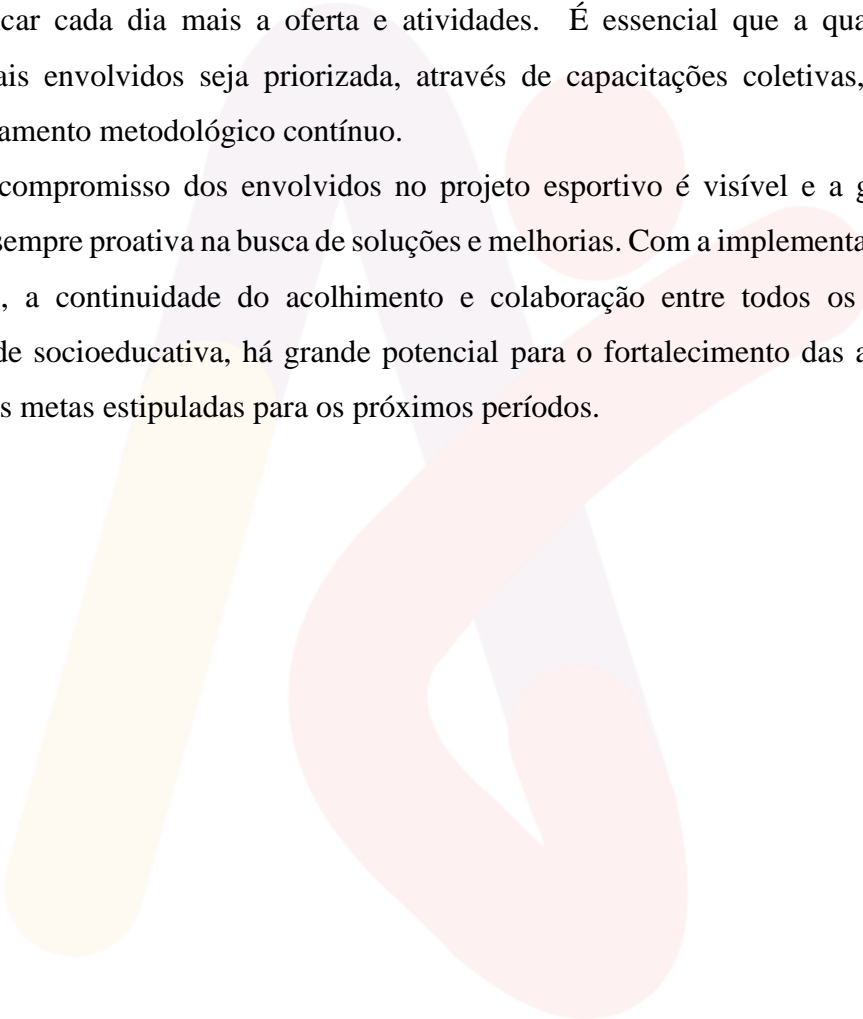 car cada dia mais a oferta e atividades. É essencial que a qua
ais envolvidos seja priorizada, através de capacitações coletivas,
amento metodológico contínuo.
compromisso dos envolvidos no projeto esportivo é visível e a g
sempre proativa na busca de soluções e melhorias. Com a implementa
, a continuidade do acolhimento e colaboração entre todos os
de socioeducativa, há grande potencial para o fortalecimento das a
s metas estipuladas para os próximos períodos.